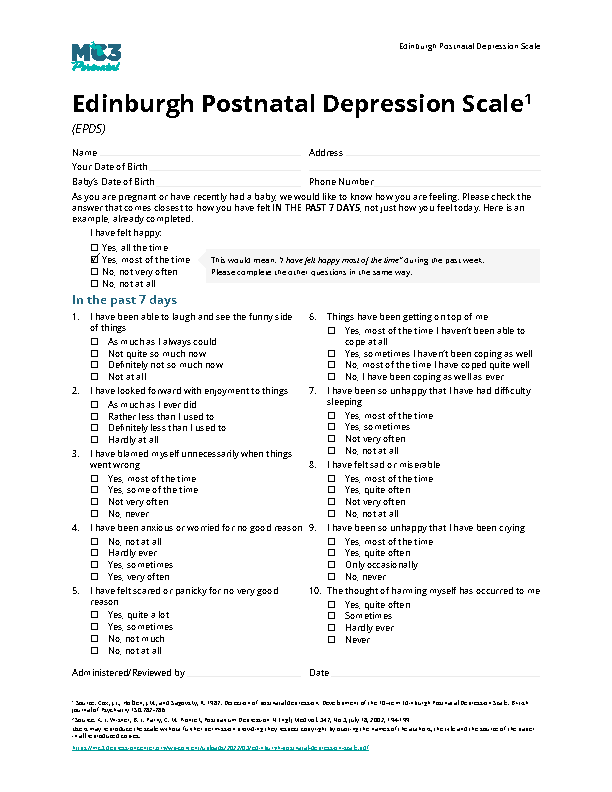 MC3
Perinatal
Edinburgh Postnatal Depression Scale
Edinburgh Postnatal Depression Scale¹
(EPDS)
Name Address
Your Date of Birth
Baby's Date of Birth Phone Number
As you are pregnant or have recently had a baby, we would like to know how you are feeling. Please check the
answer that comes closest to how you have felt IN THE PAST 7 DAYS, not just how you feel today. Here is an
example, already completed.
I have felt happy:
☐ Yes, all the time
☑ Yes, most of the time
☐ No, not very often
☐ No, not at all
This would mean, "I have felt happy most of the time" during the past week.
Please complete the other questions in the same way.
In the past 7 days
1. I have been able to laugh and see the funny side
of things
☐ As much as I always could
☐ Not quite so much now
☐ Definitely not so much now
☐ Not at all
2. I have looked forward with enjoyment to things
☐ As much as I ever did
☐ Rather less than I used to
☐ Definitely less than I used to
☐ Hardly at all
3. I have blamed myself unnecessarily when things
went wrong
☐ Yes, most of the time
☐ Yes, some of the time
☐ Not very often
☐ No, never
4. I have been anxious or worried for no good reason
☐ No, not at all
☐ Hardly ever
☐ Yes, sometimes
☐ Yes, very often
5. I have felt scared or panicky for no very good
reason
☐ Yes, quite a lot
☐ Yes, sometimes
☐ No, not much
☐ No, not at all
6. Things have been getting on top of me
☐ Yes, most of the time I haven't been able to
cope at all
☐ Yes, sometimes I haven't been coping as well
☐ No, most of the time I have coped quite well
☐ No, I have been coping as well as ever
7. I have been so unhappy that I have had difficulty
sleeping
☐ Yes, most of the time
☐ Yes, sometimes
☐ Not very often
☐ No, not at all
8. I have felt sad or miserable
☐ Yes, most of the time
☐ Yes, quite often
☐ Not very often
☐ No, not at all
9. I have been so unhappy that I have been crying
☐ Yes, most of the time
☐ Yes, quite often
☐ Only occasionally
☐ No, never
10. The thought of harming myself has occurred to me
☐ Yes, quite often
☐ Sometimes
☐ Hardly ever
☐ Never
Administered/Reviewed by Date
¹ Source: Cox, J.L., Holden, J.M., and Sagovsky, R. 1987. Detection of postnatal depression: Development of the 10-item Edinburgh Postnatal Depression Scale. British
Journal of Psychiatry 150:782-786.
² Source: K. L. Wisner, B. L. Parry, C. M. Piontek, Postpartum Depression N Engl J Med vol. 347, No 3, July 18, 2002, 194-199
Users may reproduce the scale without further permission providing they respect copyright by quoting the names of the authors, the title and the source of the paper
in all reproduced copies.